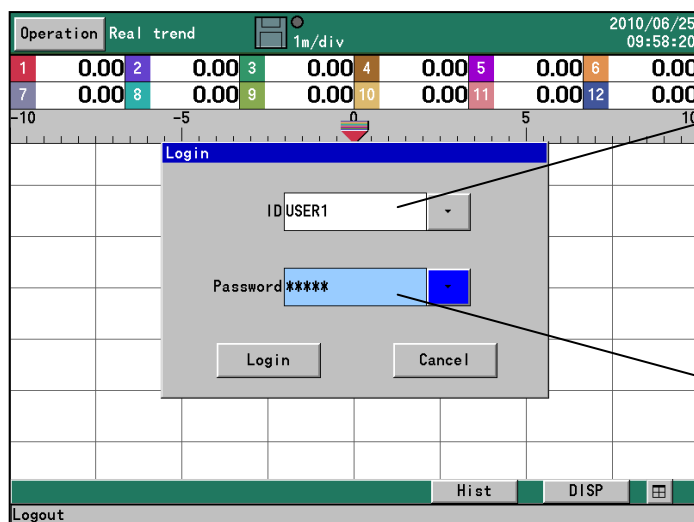 Operation Real trend 1m/div 2010/06/25
09:58:20
1 0.00 2 0.00 3 0.00 4 0.00 5 0.00 6 0.00
7 0.00 8 0.00 9 0.00 10 0.00 11 0.00 12 0.00
-10 -5 0 5 10
Login
ID USER1
Password *****
Login Cancel
Hist DISP
Logout